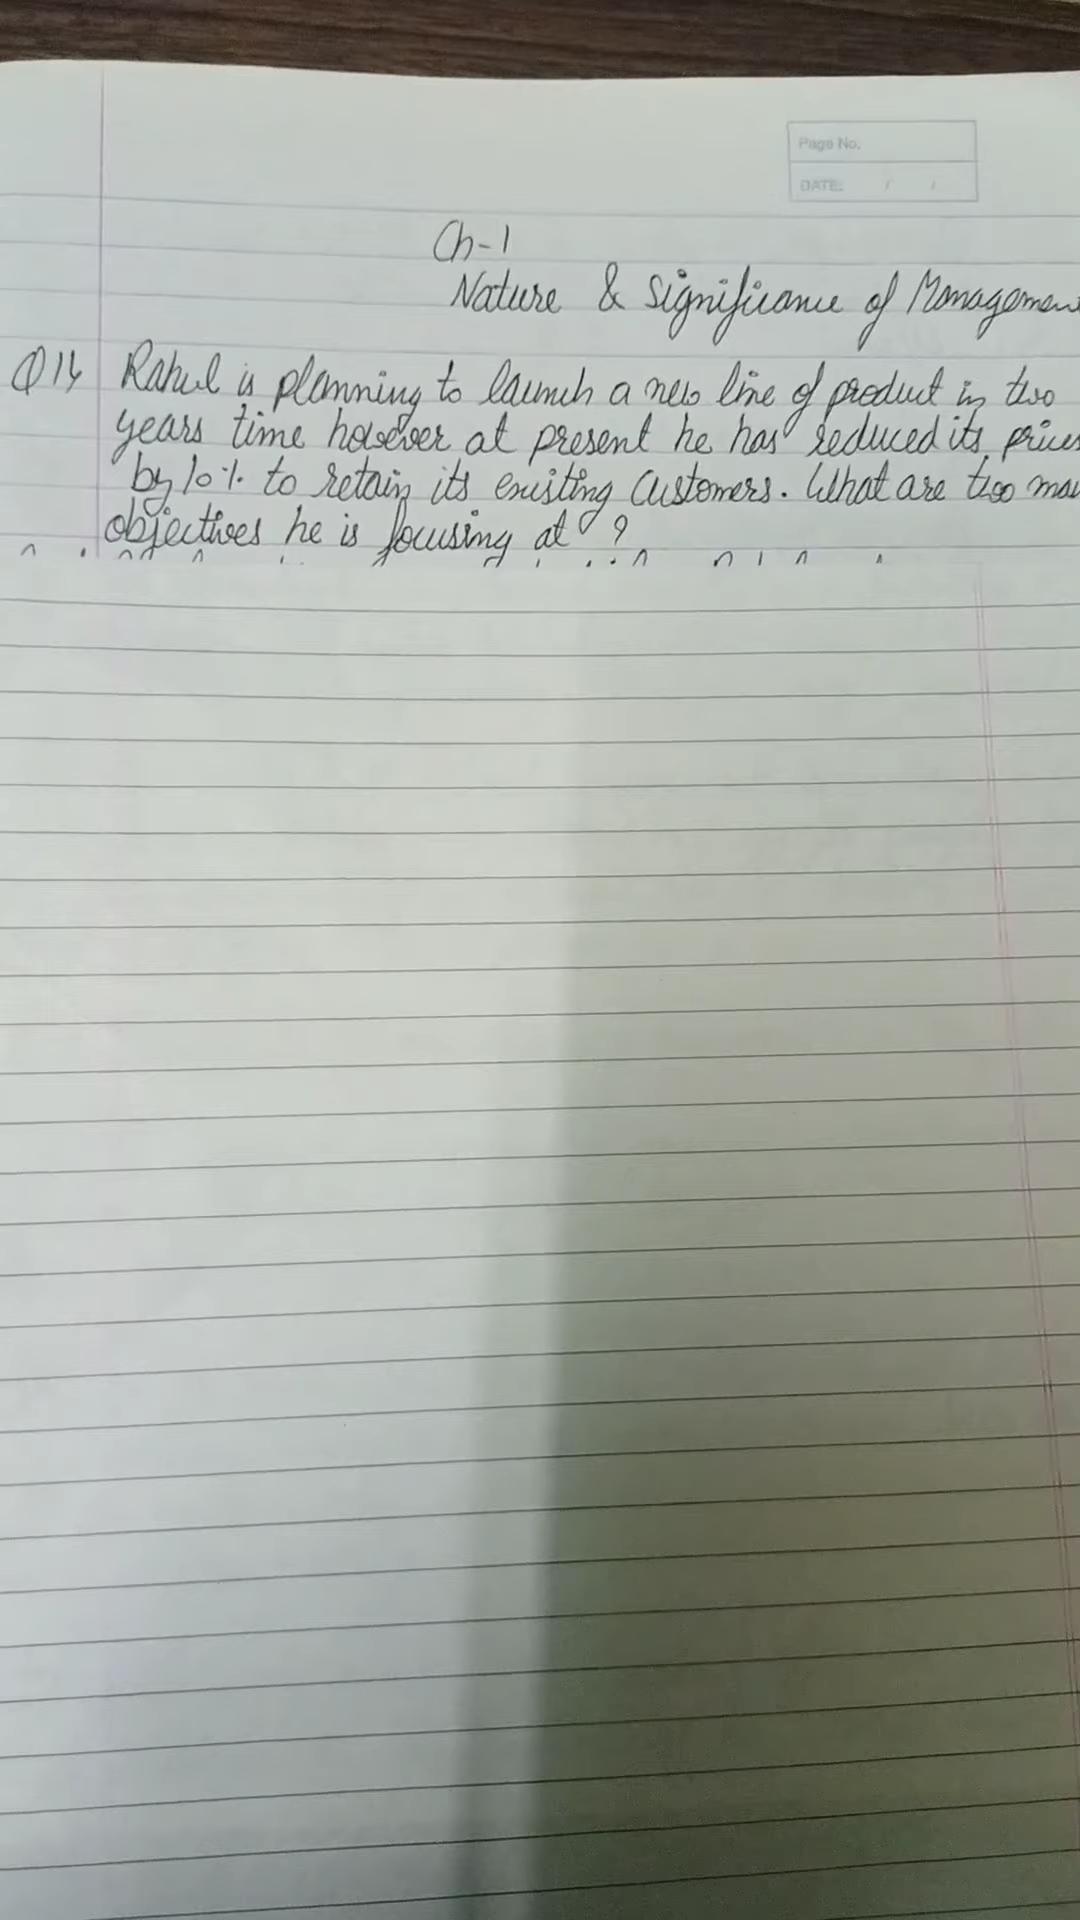 Page No.
DATE: / /
Ch-1
Nature & Significance of Management
Q 14 Rahul is planning to launch a new line of product in two
years time however at present he has reduced its prices
by 10% to retain its existing customers. What are two
objectives he is focusing at ?